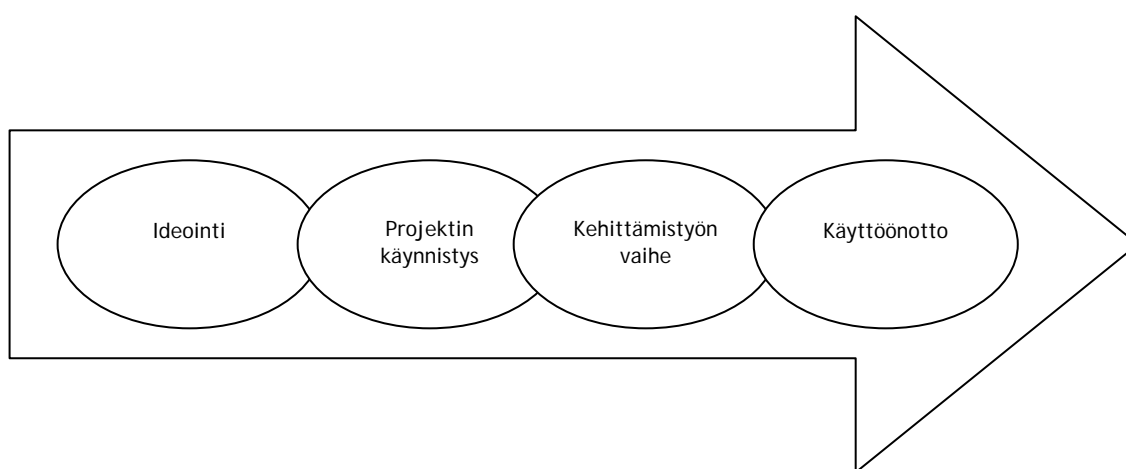 Ideointi
Projektin
käynnistys
Kehittämistyön
vaihe
Käyttöönotto